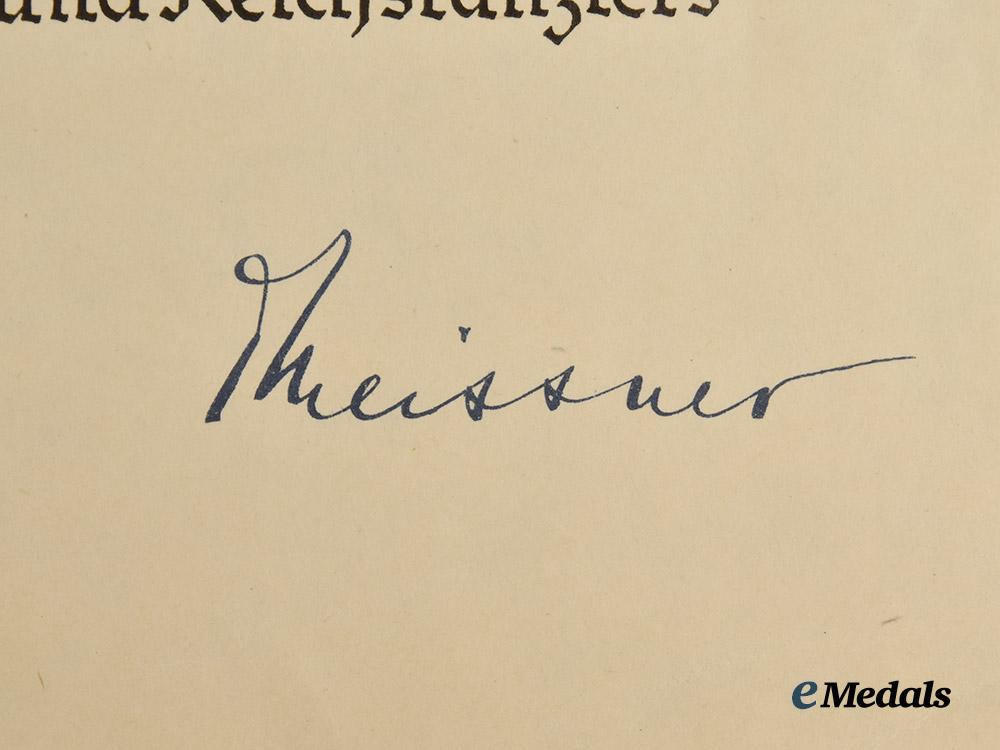 und Reichskanzlers
Meissner
eMedals